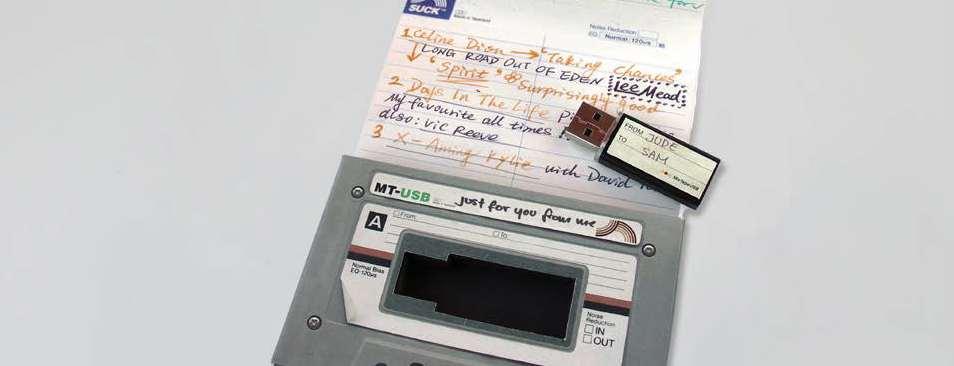 for
SUCK
Noise Reduction
EQ Normal 120us
1 Celine Dion → "Taking Chances"
LONG ROAD OUT OF EDEN Lee Mead
"Spirit" Surprisingly good
2 Days In The Life
My favourite all times
also: Vic Reeve
3 X-Aming Kylie with David
FROM JUDE
TO SAM
MT-USB just for you from me
A
From:
To:
Normal Bias
EQ·120us
Noise
Reduction
IN
OUT